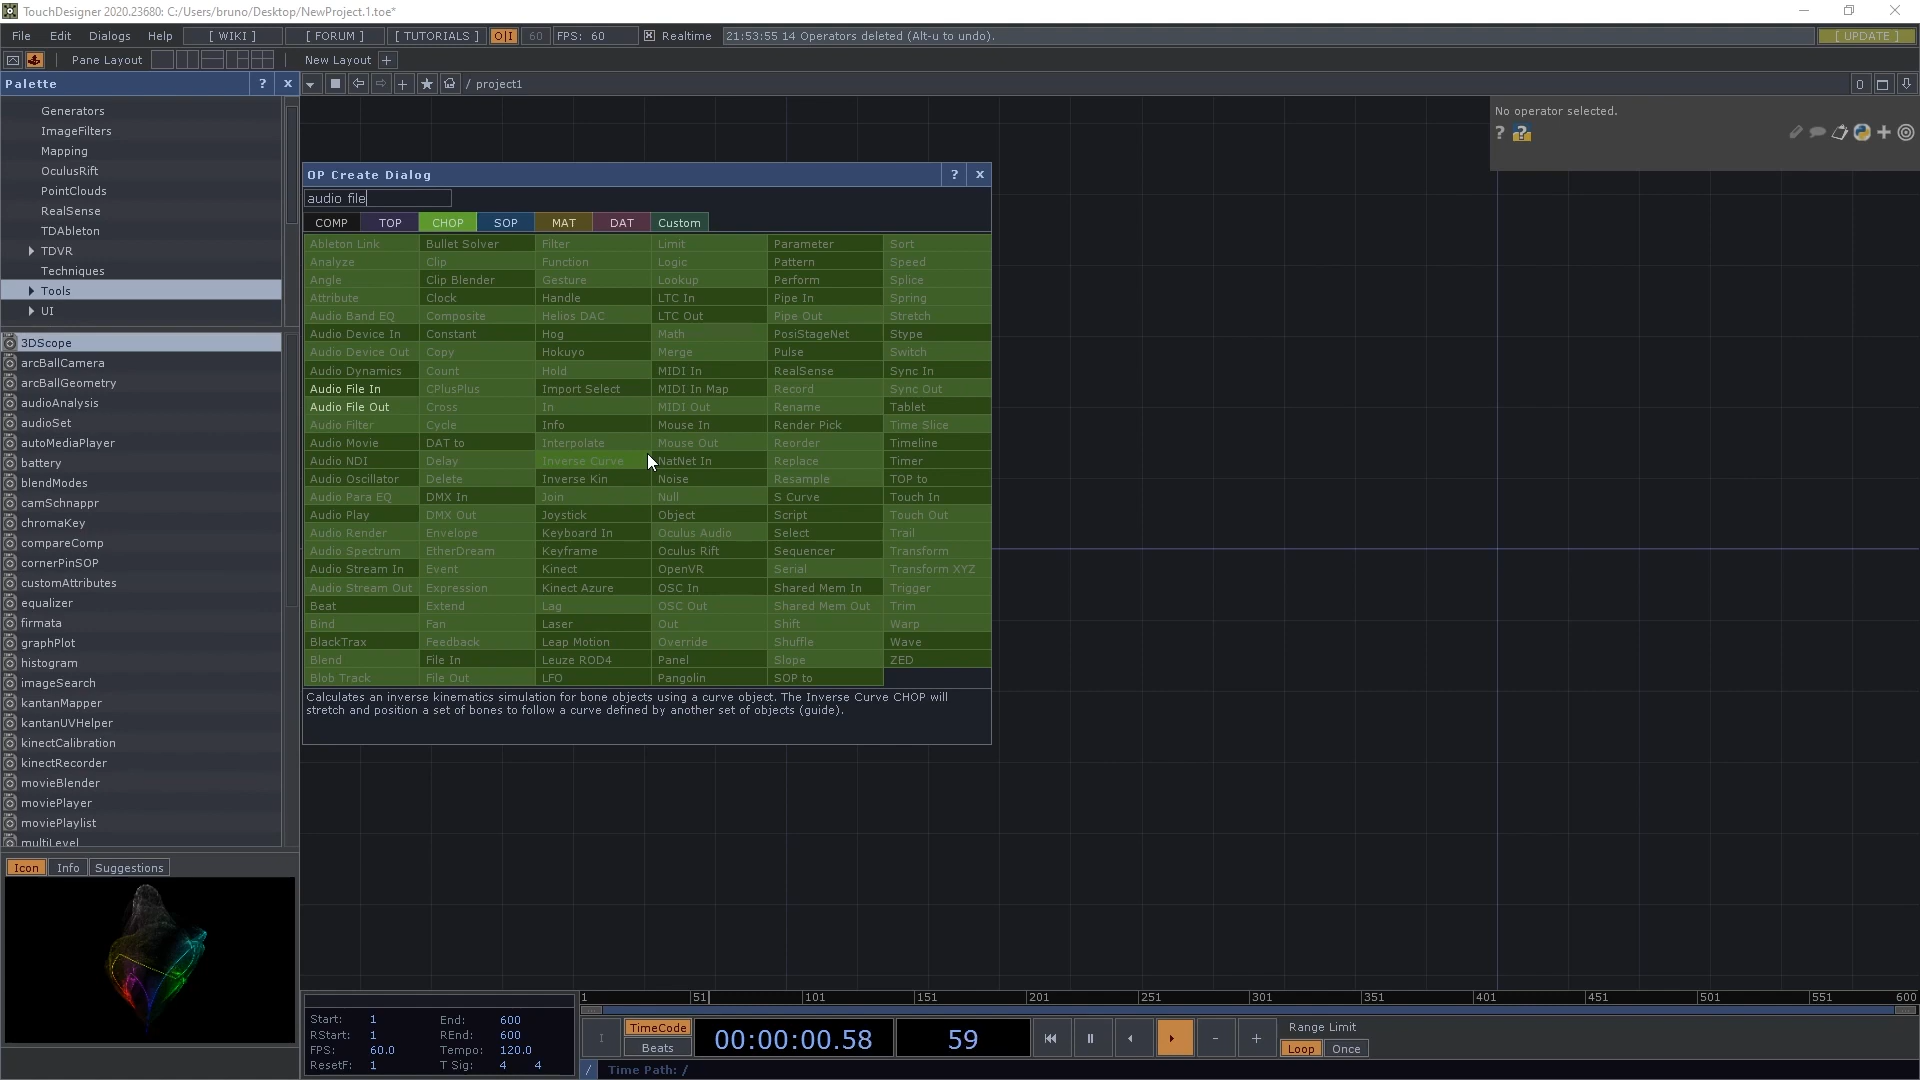 TouchDesigner 2020.23680: C:/Users/bruno/Desktop/NewProject.1.toe*
File Edit Dialogs Help [ WIKI ] [ FORUM ] [ TUTORIALS ] O|I 60 FPS: 60 Realtime 21:53:55 14 Operators deleted (Alt-u to undo). [ UPDATE ]
Pane Layout New Layout +
Palette ? x / project1 0
Generators
ImageFilters
Mapping
OculusRift
PointClouds
RealSense
TDAbleton
TDVR
Techniques
Tools
UI
3DScope
arcBallCamera
arcBallGeometry
audioAnalysis
audioSet
autoMediaPlayer
battery
blendModes
camSchnappr
chromaKey
compareComp
cornerPinSOP
customAttributes
equalizer
firmata
graphPlot
histogram
imageSearch
kantanMapper
kantanUVHelper
kinectCalibration
kinectRecorder
movieBlender
moviePlayer
moviePlaylist
multiLevel
Icon Info Suggestions
No operator selected.
? ?
OP Create Dialog ? x
audio file
COMP TOP CHOP SOP MAT DAT Custom
Ableton Link Bullet Solver Filter Limit Parameter Sort
Analyze Clip Function Logic Pattern Speed
Angle Clip Blender Gesture Lookup Perform Splice
Attribute Clock Handle LTC In Pipe In Spring
Audio Band EQ Composite Helios DAC LTC Out Pipe Out Stretch
Audio Device In Constant Hog Math PosiStageNet Stype
Audio Device Out Copy Hokuyo Merge Pulse Switch
Audio Dynamics Count Hold MIDI In RealSense Sync In
Audio File In CPlusPlus Import Select MIDI In Map Record Sync Out
Audio File Out Cross In MIDI Out Rename Tablet
Audio Filter Cycle Info Mouse In Render Pick Time Slice
Audio Movie DAT to Interpolate Mouse Out Reorder Timeline
Audio NDI Delay Inverse Curve NatNet In Replace Timer
Audio Oscillator Delete Inverse Kin Noise Resample TOP to
Audio Para EQ DMX In Join Null S Curve Touch In
Audio Play DMX Out Joystick Object Script Touch Out
Audio Render Envelope Keyboard In Oculus Audio Select Trail
Audio Spectrum EtherDream Keyframe Oculus Rift Sequencer Transform
Audio Stream In Event Kinect OpenVR Serial Transform XYZ
Audio Stream Out Expression Kinect Azure OSC In Shared Mem In Trigger
Beat Extend Lag OSC Out Shared Mem Out Trim
Bind Fan Laser Out Shift Warp
BlackTrax Feedback Leap Motion Override Shuffle Wave
Blend File In Leuze ROD4 Panel Slope ZED
Blob Track File Out LFO Pangolin SOP to
Calculates an inverse kinematics simulation for bone objects using a curve object. The Inverse Curve CHOP will
stretch and position a set of bones to follow a curve defined by another set of objects (guide).
1 51 101 151 201 251 301 351 401 451 501 551 600
Start: 1 End: 600
RStart: 1 REnd: 600
FPS: 60.0 Tempo: 120.0
ResetF: 1 T Sig: 4 4
I TimeCode Beats 00:00:00.58 59 - + Range Limit
Loop Once
/ Time Path: /